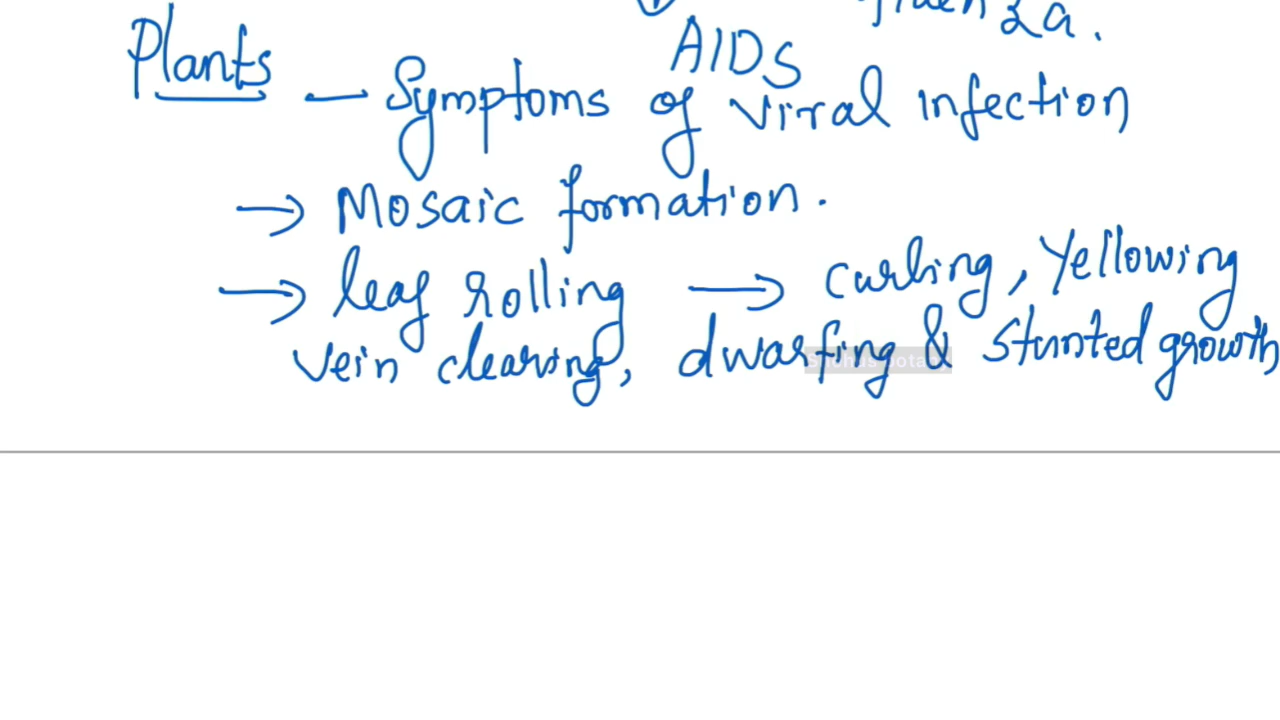 AIDS
Plants — Symptoms of viral infection
→ Mosaic formation.
→ leaf rolling → curling, Yellowing
vein clearing, dwarfing & stunted growth